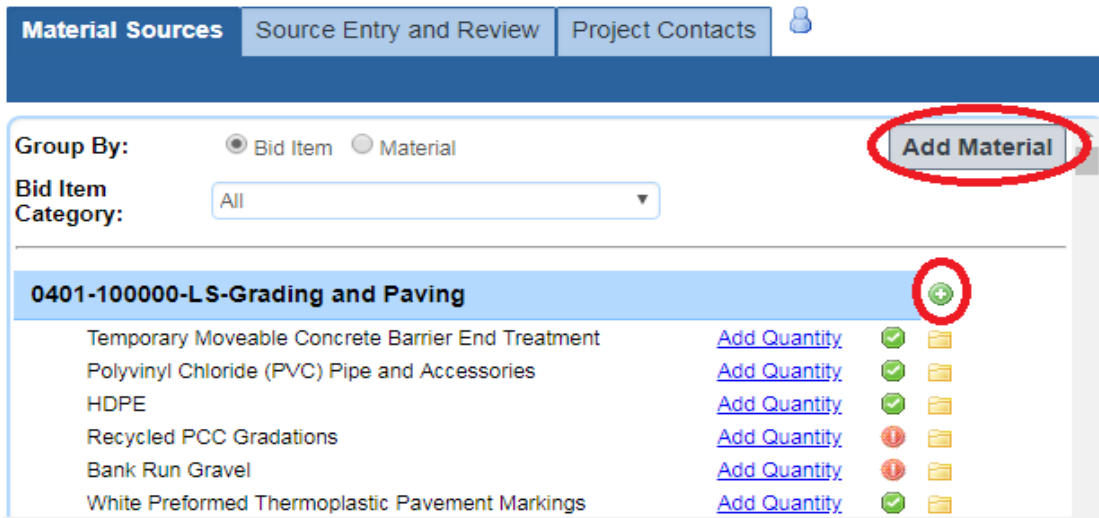 Material Sources Source Entry and Review Project Contacts
Group By: Bid Item Material Add Material
Bid Item
Category: All
0401-100000-LS-Grading and Paving
Temporary Moveable Concrete Barrier End Treatment Add Quantity
Polyvinyl Chloride (PVC) Pipe and Accessories Add Quantity
HDPE Add Quantity
Recycled PCC Gradations Add Quantity
Bank Run Gravel Add Quantity
White Preformed Thermoplastic Pavement Markings Add Quantity